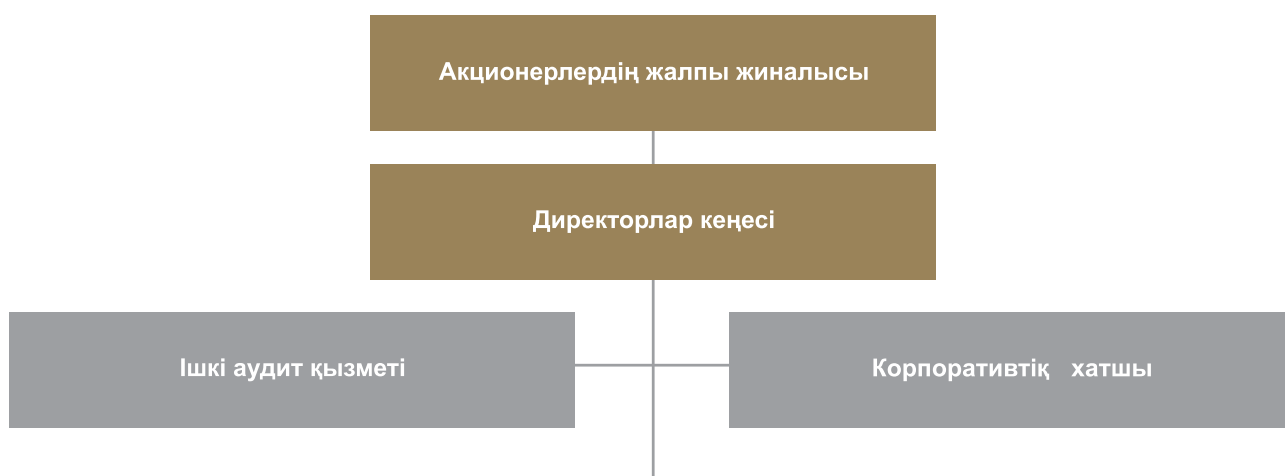 Акционерлердің жалпы жиналысы
Директорлар кеңесі
Ішкі аудит қызметі
Корпоративтік хатшы